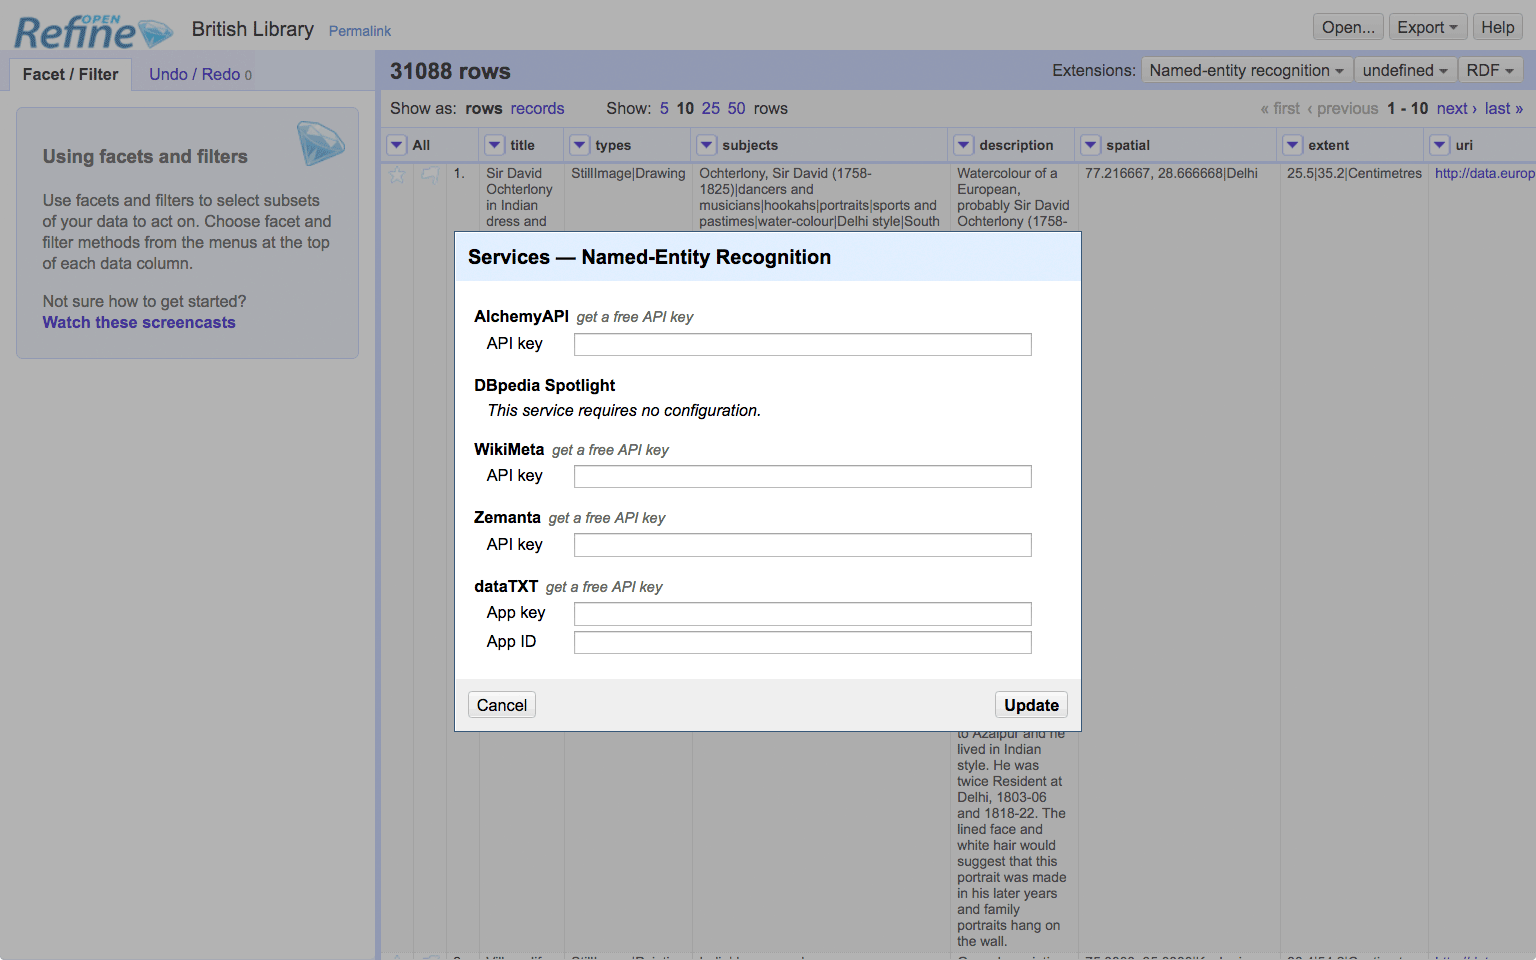 OPEN
Refine
British Library Permalink
Open... Export Help
Facet / Filter Undo / Redo 0
31088 rows
Extensions: Named-entity recognition undefined RDF
Show as: rows records Show: 5 10 25 50 rows
« first ‹ previous 1 - 10 next › last »
All title types subjects description spatial extent uri
Using facets and filters
Use facets and filters to select subsets
of your data to act on. Choose facet and
filter methods from the menus at the top
of each data column.
Not sure how to get started?
Watch these screencasts
1.
Sir David
Ochterlony
in Indian
dress and
StillImage|Drawing
Ochterlony, Sir David (1758-
1825)|dancers and
musicians|hookahs|portraits|sports and
pastimes|water-colour|Delhi style|South
Watercolour of a
European,
probably Sir David
Ochterlony (1758-
77.216667, 28.666668|Delhi
25.5|35.2|Centimetres
http://data.europ
Services — Named-Entity Recognition
AlchemyAPI get a free API key
API key
DBpedia Spotlight
This service requires no configuration.
WikiMeta get a free API key
API key
Zemanta get a free API key
API key
dataTXT get a free API key
App key
App ID
Cancel Update
to Azalpur and he
lived in Indian
style. He was
twice Resident at
Delhi, 1803-06
and 1818-22. The
lined face and
white hair would
suggest that this
portrait was made
in his later years
and family
portraits hang on
the wall.